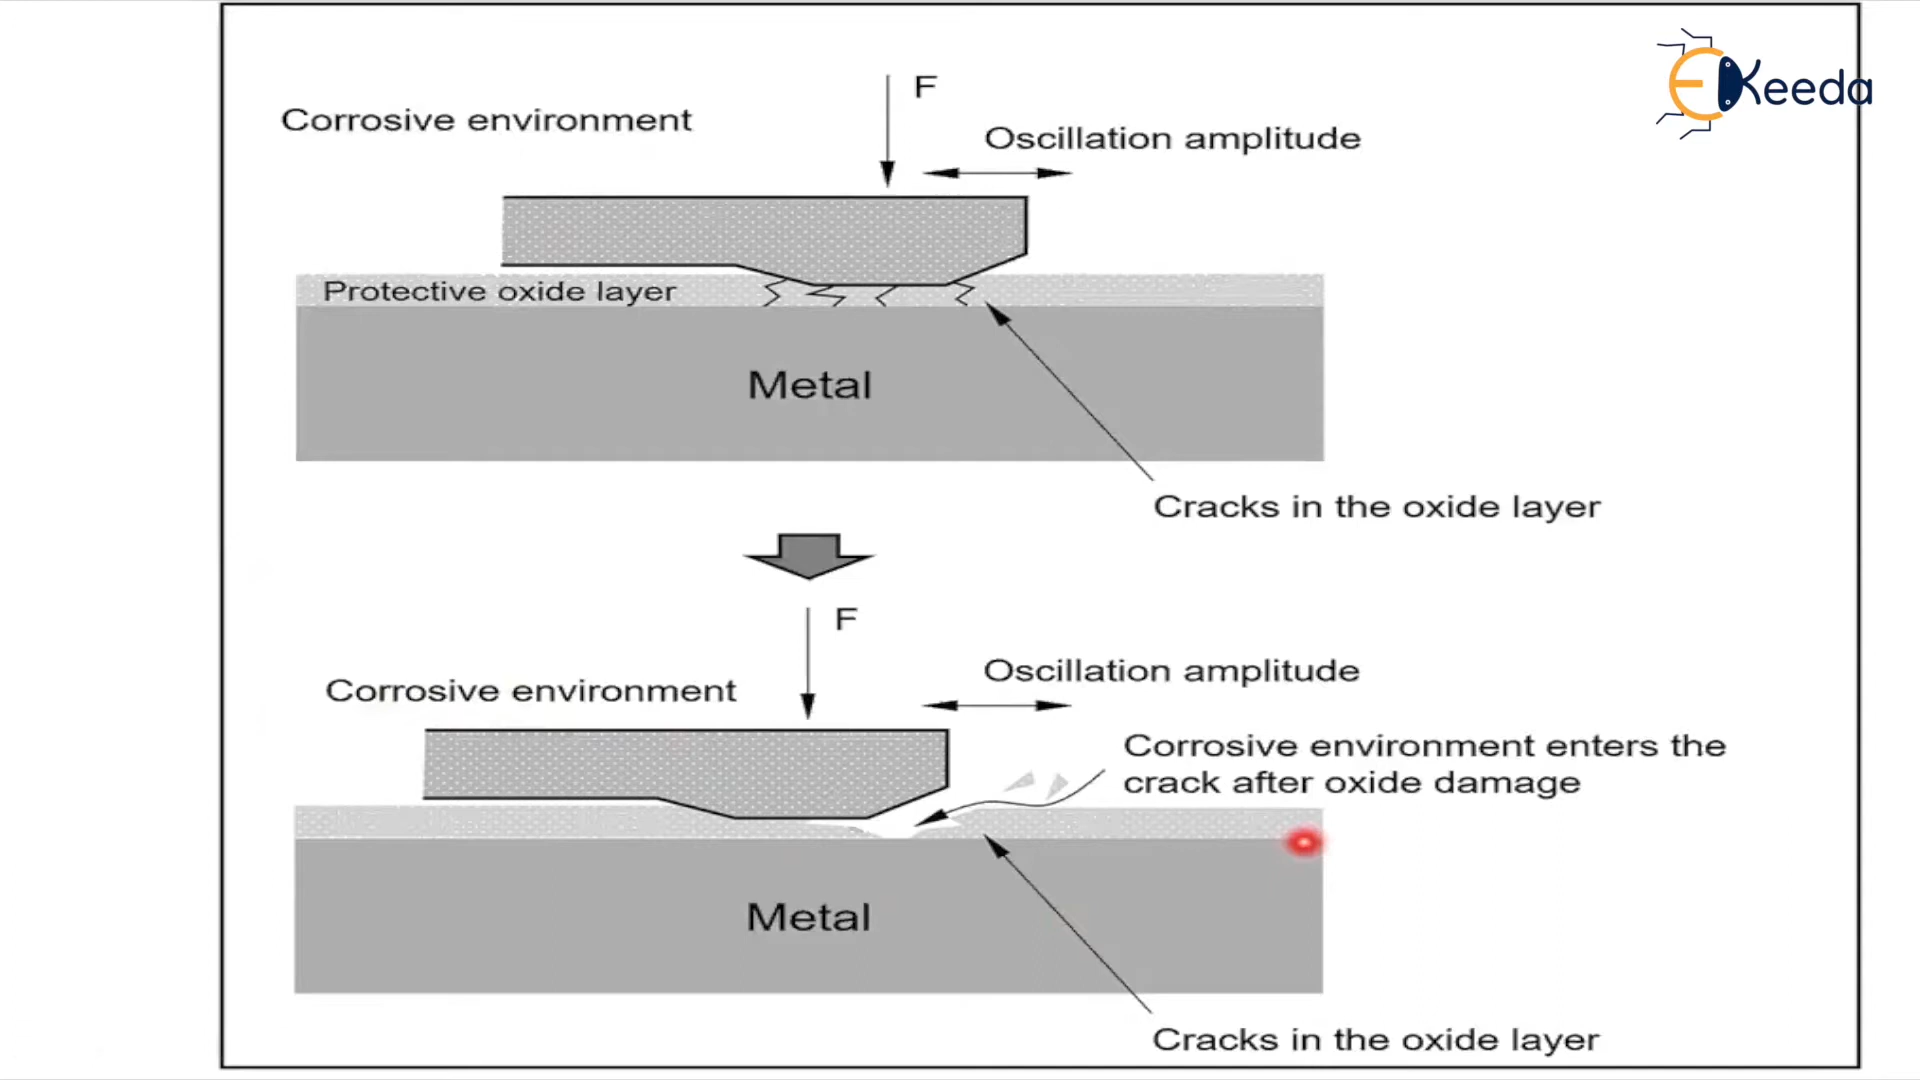 EKeeda
F
Corrosive environment
Oscillation amplitude
Protective oxide layer
Metal
Cracks in the oxide layer
F
Oscillation amplitude
Corrosive environment
Corrosive environment enters the
crack after oxide damage
Metal
Cracks in the oxide layer